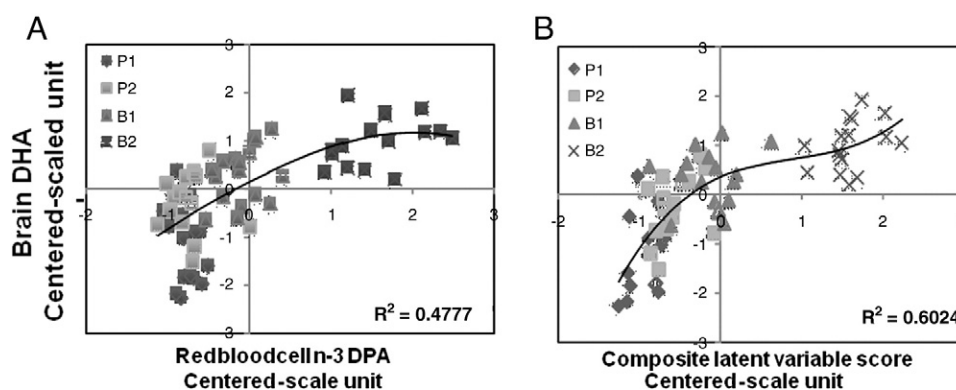 A
B
Brain DHA
Centered-scaled unit
3
2
1
0
-1
-2
-3
-2
-1
0
1
2
3
P1
P2
B1
B2
R² = 0.4777
Redbloodcelln-3 DPA
Centered-scale unit
3
2
1
0
-1
-2
-3
-2
-1
0
1
2
P1
P2
B1
B2
R² = 0.6024
Composite latent variable score
Centered-scale unit